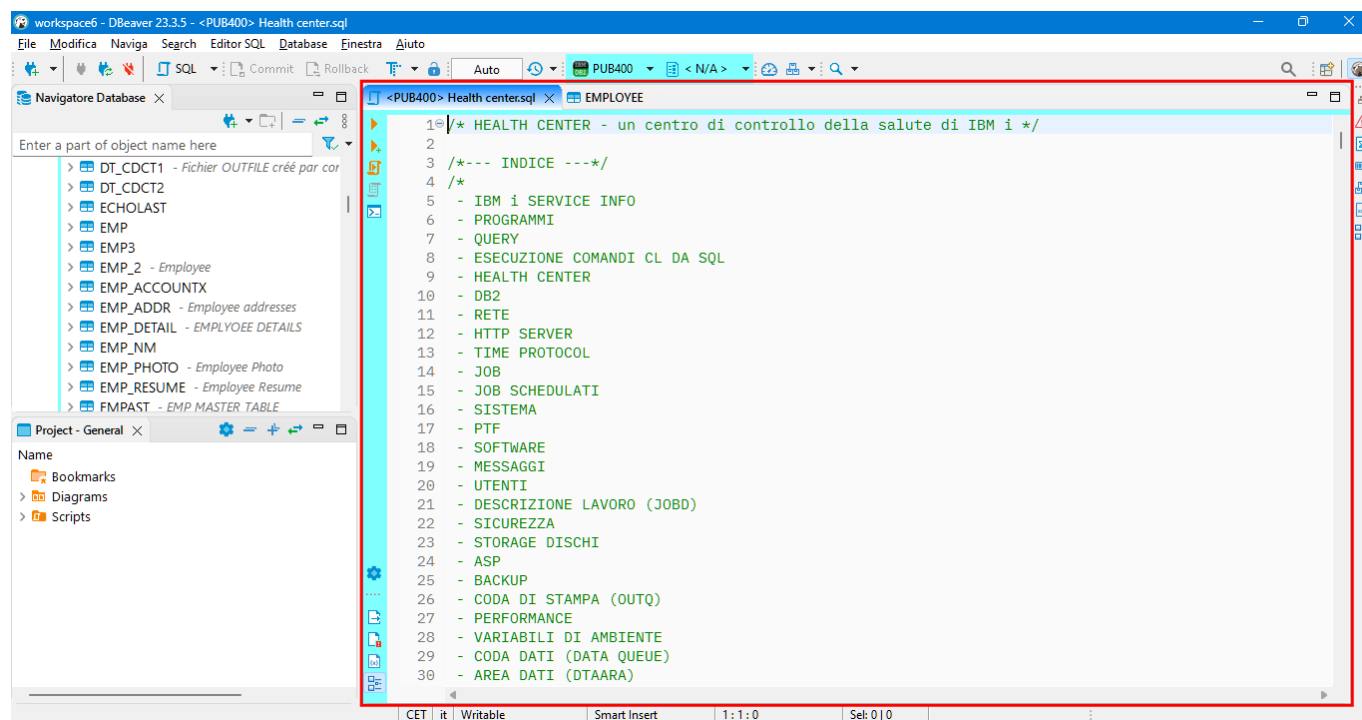 workspace6 - DBeaver 23.3.5 - <PUB400> Health center.sql
File Modifica Naviga Search Editor SQL Database Finestra Aiuto
SQL Commit Rollback Auto PUB400 < N/A >
Navigatore Database
Enter a part of object name here
DT_CDCT1 - Fichier OUTFILE créé par cor
DT_CDCT2
ECHOLAST
EMP
EMP3
EMP_2 - Employee
EMP_ACCOUNTX
EMP_ADDR - Employee addresses
EMP_DETAIL - EMPLYOEE DETAILS
EMP_NM
EMP_PHOTO - Employee Photo
EMP_RESUME - Employee Resume
EMPAST - EMP MASTER TABLE
Project - General
Name
Bookmarks
Diagrams
Scripts
<PUB400> Health center.sql EMPLOYEE
1 /* HEALTH CENTER - un centro di controllo della salute di IBM i */
2
3 /*--- INDICE ---*/
4 /*
5 - IBM i SERVICE INFO
6 - PROGRAMMI
7 - QUERY
8 - ESECUZIONE COMANDI CL DA SQL
9 - HEALTH CENTER
10 - DB2
11 - RETE
12 - HTTP SERVER
13 - TIME PROTOCOL
14 - JOB
15 - JOB SCHEDULATI
16 - SISTEMA
17 - PTF
18 - SOFTWARE
19 - MESSAGGI
20 - UTENTI
21 - DESCRIZIONE LAVORO (JOBD)
22 - SICUREZZA
23 - STORAGE DISCHI
24 - ASP
25 - BACKUP
26 - CODA DI STAMPA (OUTQ)
27 - PERFORMANCE
28 - VARIABILI DI AMBIENTE
29 - CODA DATI (DATA QUEUE)
30 - AREA DATI (DTAARA)
CET it Writable Smart Insert 1 : 1 : 0 Sel: 0 | 0